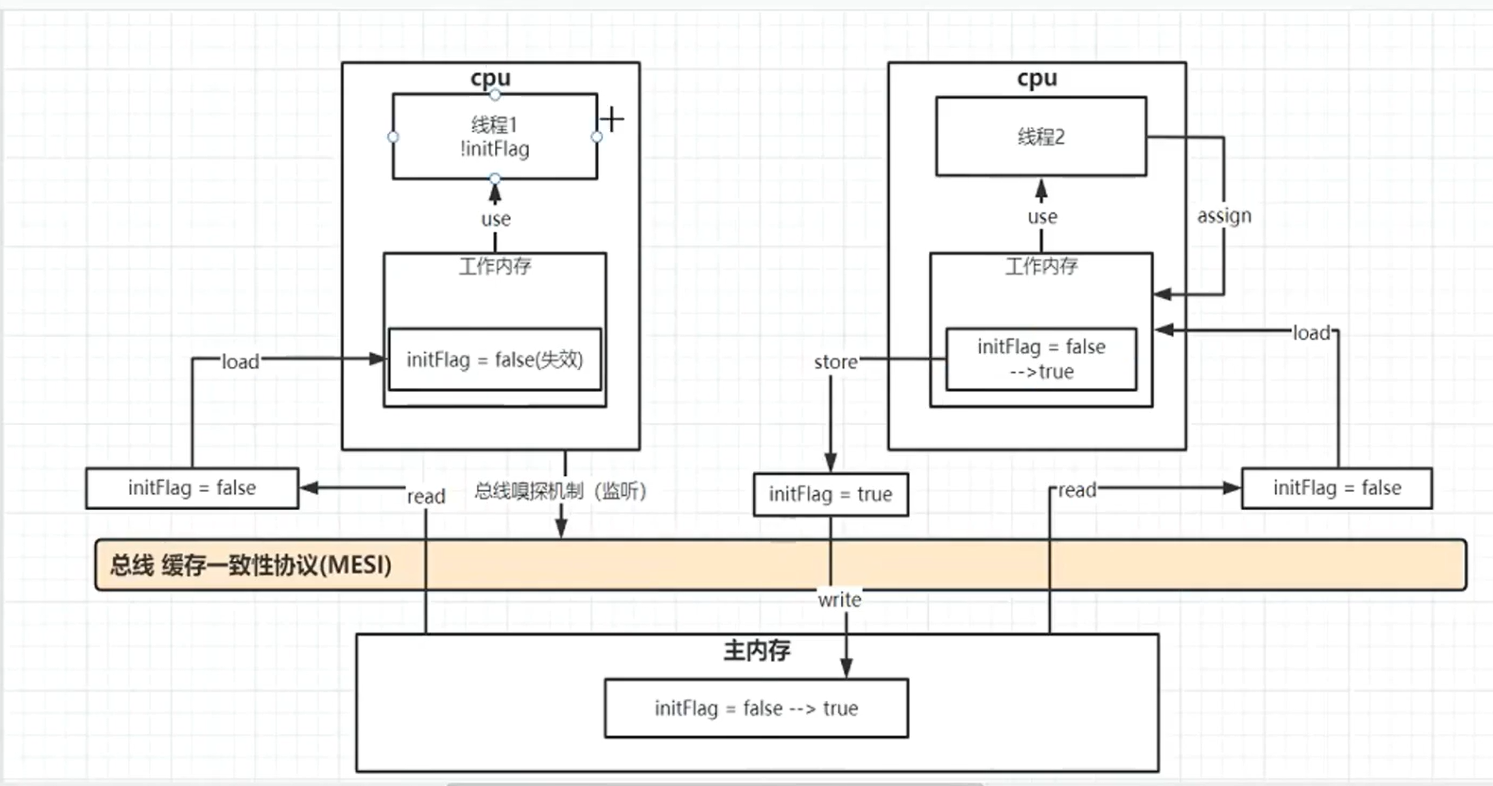 cpu
线程1
!initFlag
use
工作内存
initFlag = false(失效)
load
initFlag = false
read
总线嗅探机制（监听）
cpu
线程2
use
assign
工作内存
initFlag = false
-->true
load
store
initFlag = true
read
initFlag = false
总线 缓存一致性协议(MESI)
write
主内存
initFlag = false --> true